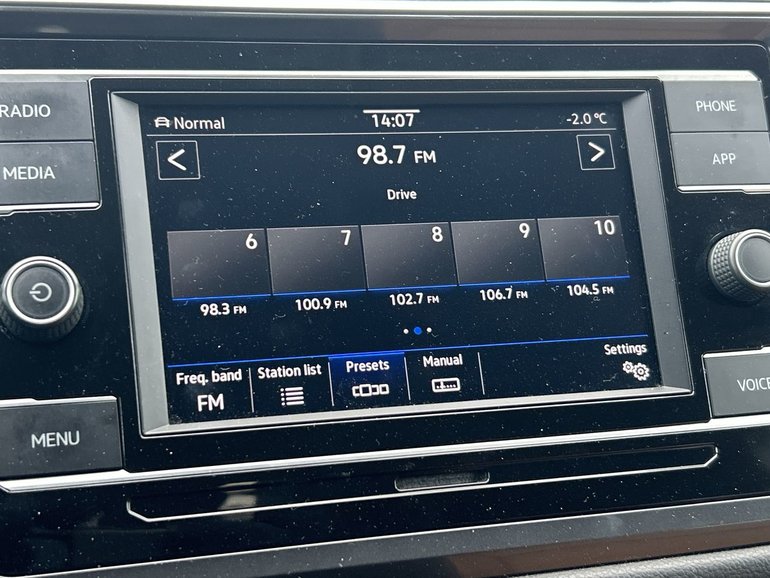 RADIO
MEDIA
MENU
Normal
14:07
-2.0 °C
<
98.7 FM
>
Drive
6
7
8
9
10
98.3 FM
100.9 FM
102.7 FM
106.7 FM
104.5 FM
Freq. band
FM
Station list
Presets
Manual
Settings
PHONE
APP
VOICE